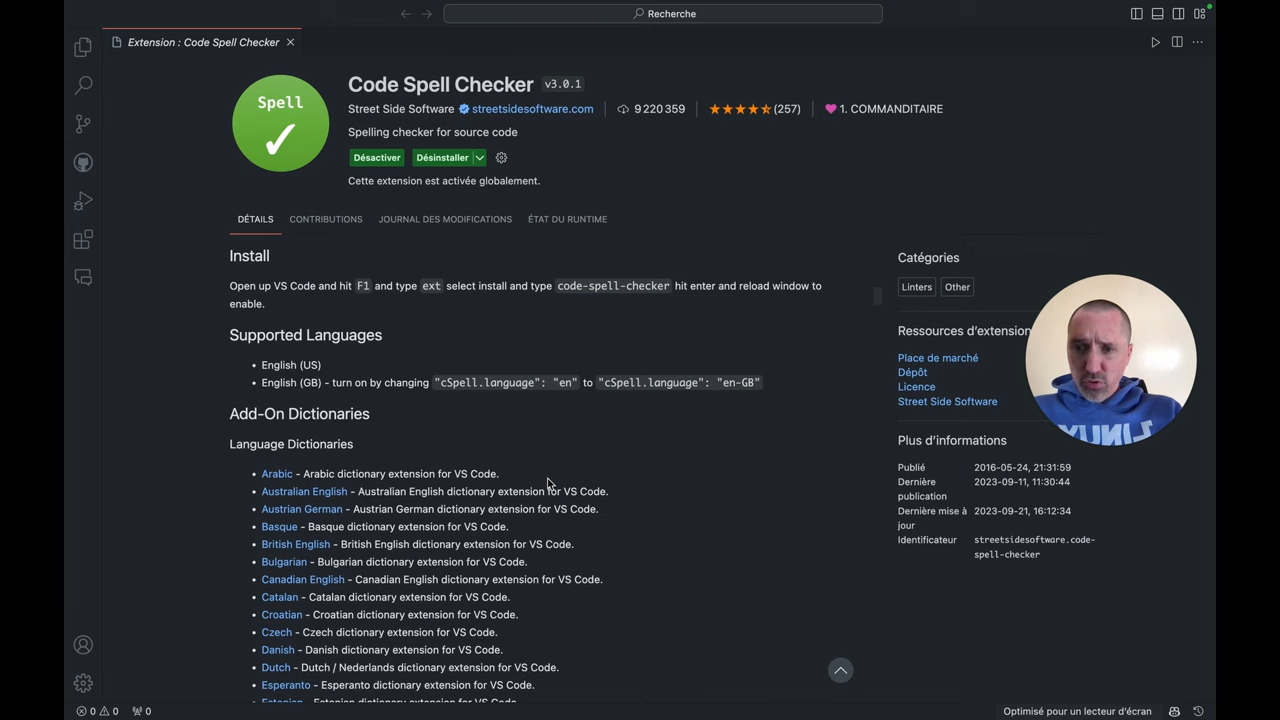 Recherche
Extension : Code Spell Checker
Spell
Code Spell Checker v3.0.1
Street Side Software streetsidesoftware.com 9 220 359 (257) 1. COMMANDITAIRE
Spelling checker for source code
Désactiver Désinstaller
Cette extension est activée globalement.
DÉTAILS CONTRIBUTIONS JOURNAL DES MODIFICATIONS ÉTAT DU RUNTIME
Install
Open up VS Code and hit F1 and type ext select install and type code-spell-checker hit enter and reload window to
enable.
Supported Languages
• English (US)
• English (GB) - turn on by changing "cSpell.language": "en" to "cSpell.language": "en-GB"
Add-On Dictionaries
Language Dictionaries
• Arabic - Arabic dictionary extension for VS Code.
• Australian English - Australian English dictionary extension for VS Code.
• Austrian German - Austrian German dictionary extension for VS Code.
• Basque - Basque dictionary extension for VS Code.
• British English - British English dictionary extension for VS Code.
• Bulgarian - Bulgarian dictionary extension for VS Code.
• Canadian English - Canadian English dictionary extension for VS Code.
• Catalan - Catalan dictionary extension for VS Code.
• Croatian - Croatian dictionary extension for VS Code.
• Czech - Czech dictionary extension for VS Code.
• Danish - Danish dictionary extension for VS Code.
• Dutch - Dutch / Nederlands dictionary extension for VS Code.
• Esperanto - Esperanto dictionary extension for VS Code.
• Estonian - Estonian dictionary extension for VS Code.
Catégories
Linters Other
Ressources d'extension
Place de marché
Dépôt
Licence
Street Side Software
LINUX
Plus d'informations
Publié 2016-05-24, 21:31:59
Dernière 2023-09-11, 11:30:44
publication
Dernière mise à 2023-09-21, 16:12:34
jour
Identificateur streetsidesoftware.code-
spell-checker
0 0 0
Optimisé pour un lecteur d'écran